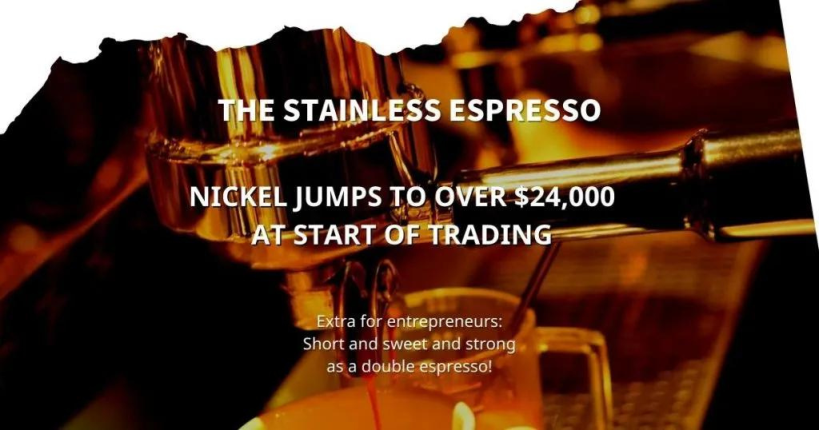 THE STAINLESS ESPRESSO
NICKEL JUMPS TO OVER $24,000
AT START OF TRADING
Extra for entrepreneurs:
Short and sweet and strong
as a double espresso!